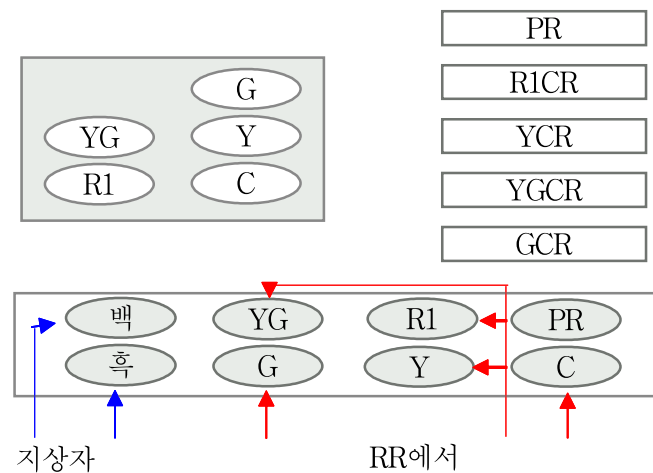 PR
R1CR
YCR
YGCR
GCR
G
YG Y
R1 C
백 YG R1 PR
흑 G Y C
지상자 RR에서